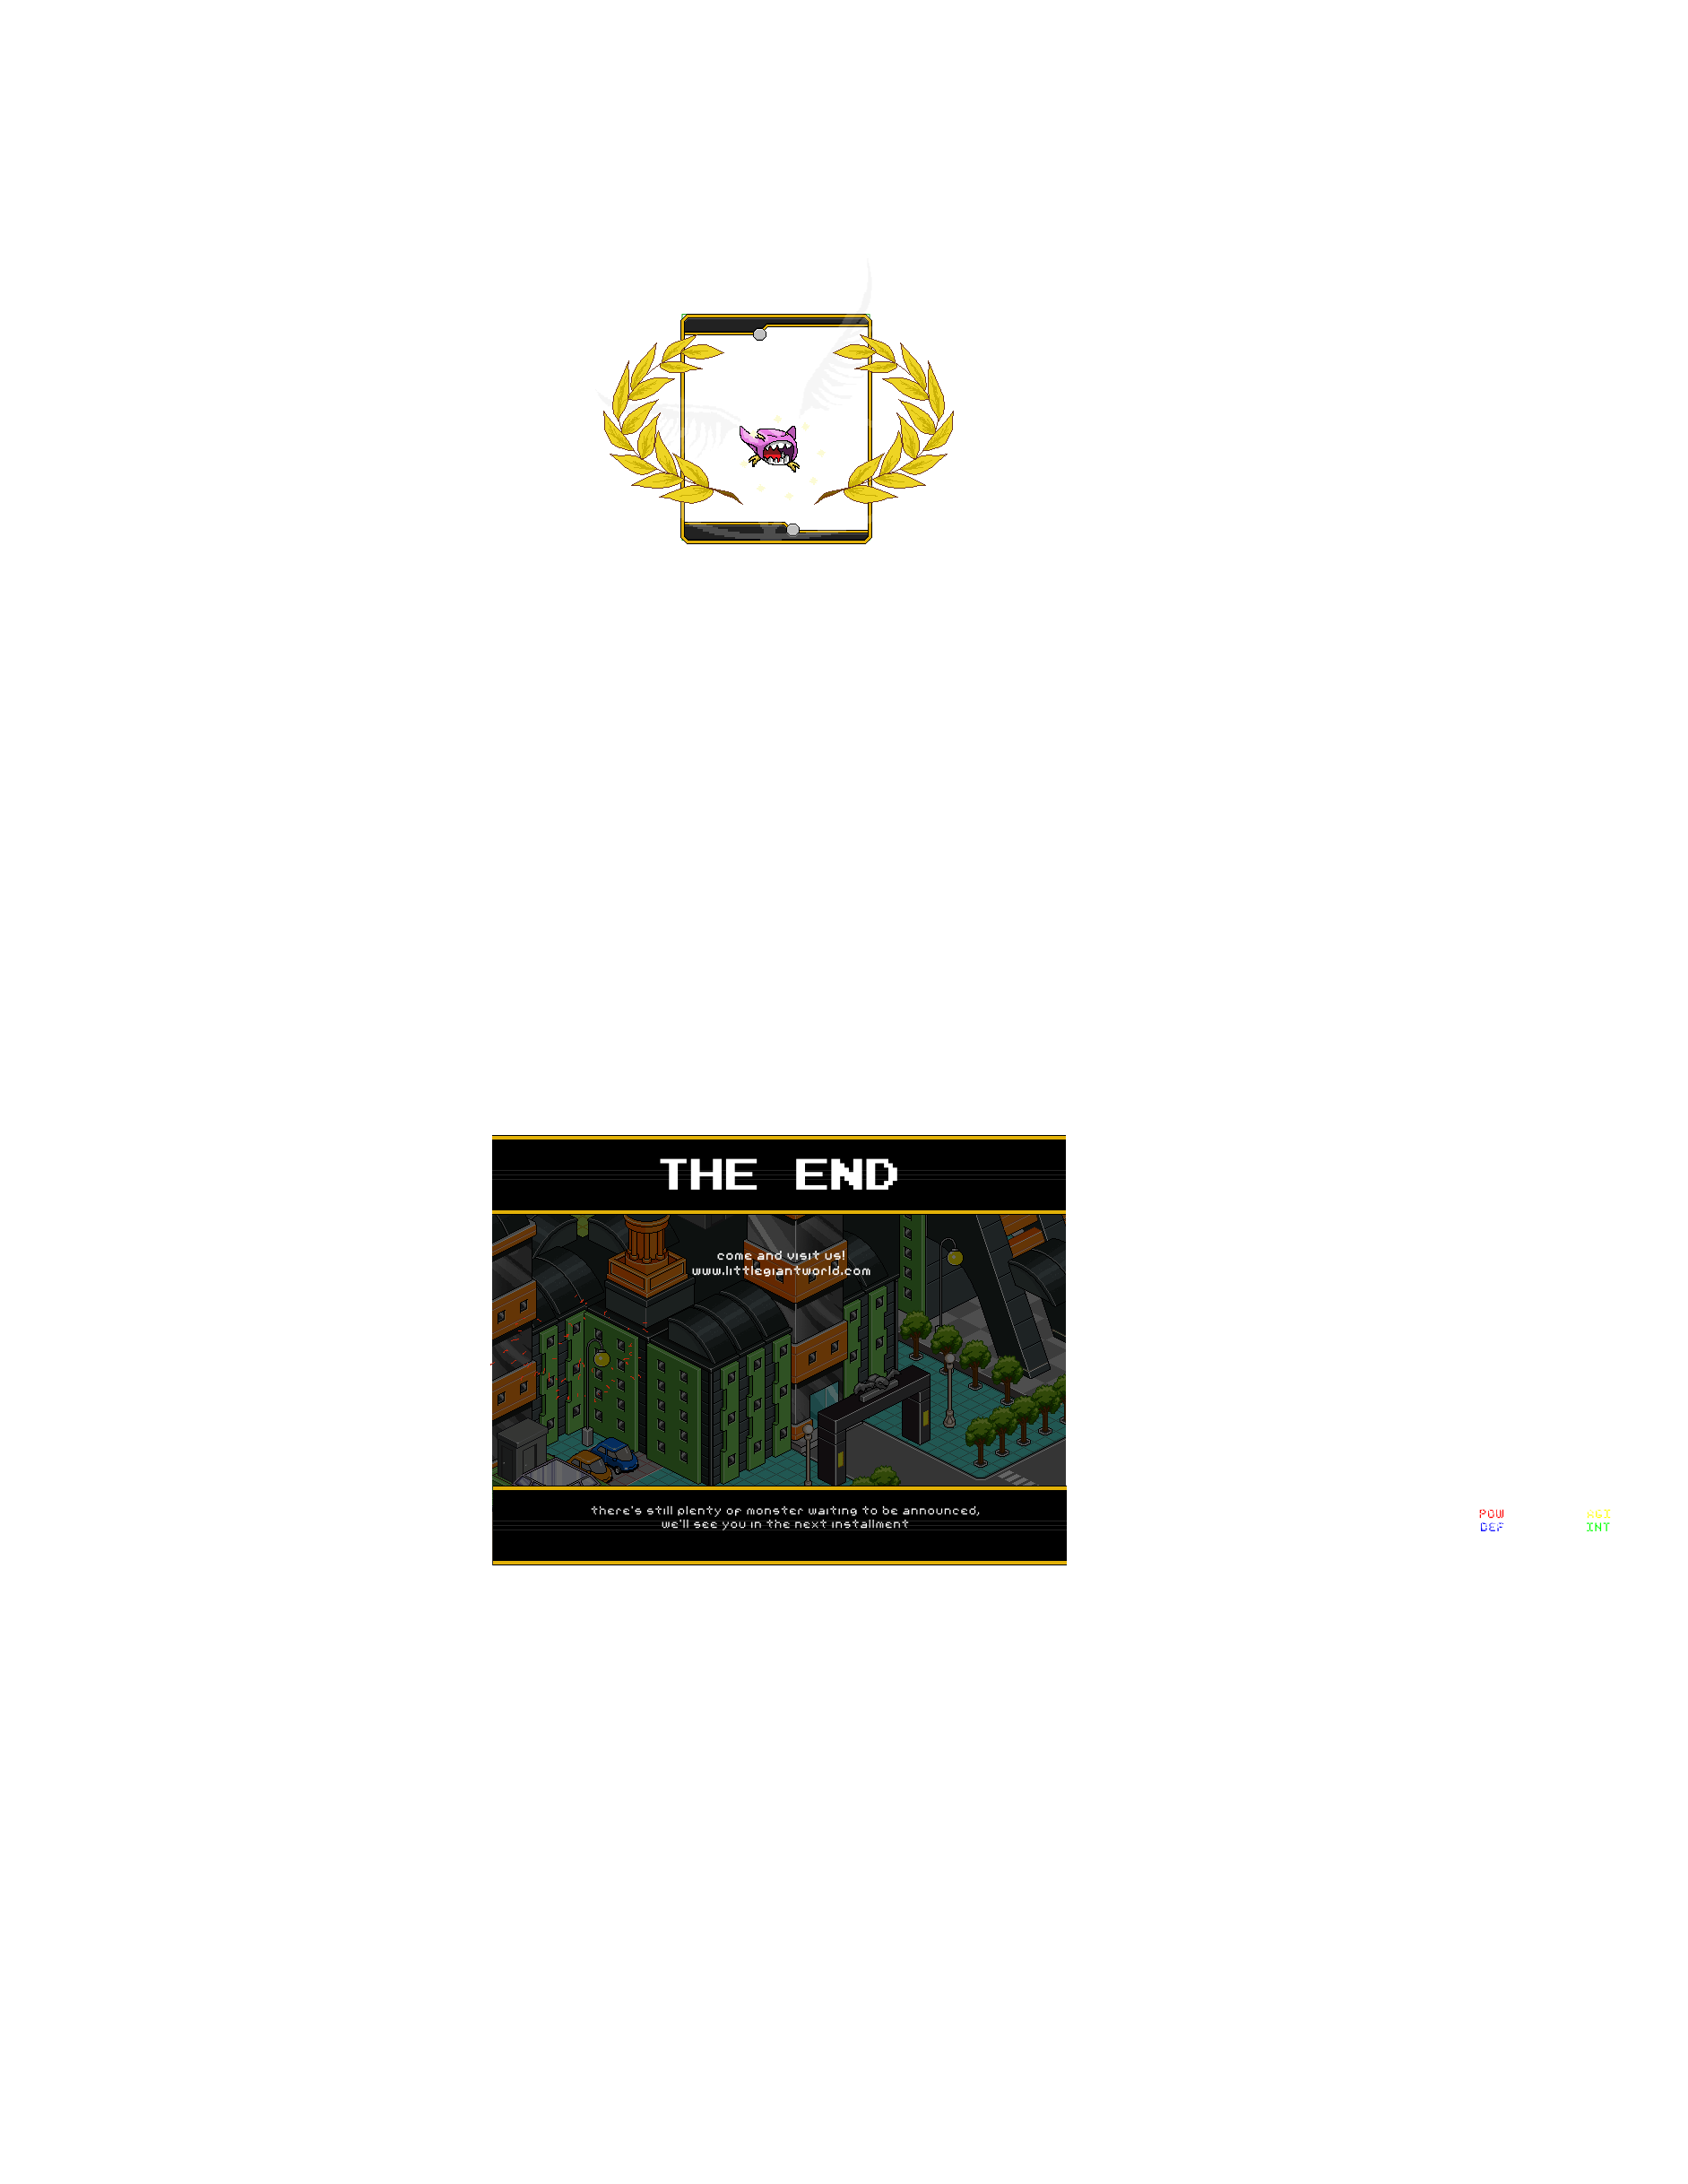 THE END
come and visit us!
www.littlegiantworld.com
there's still plenty of monster waiting to be announced,
we'll see you in the next installment
POW AGI
DEF INT